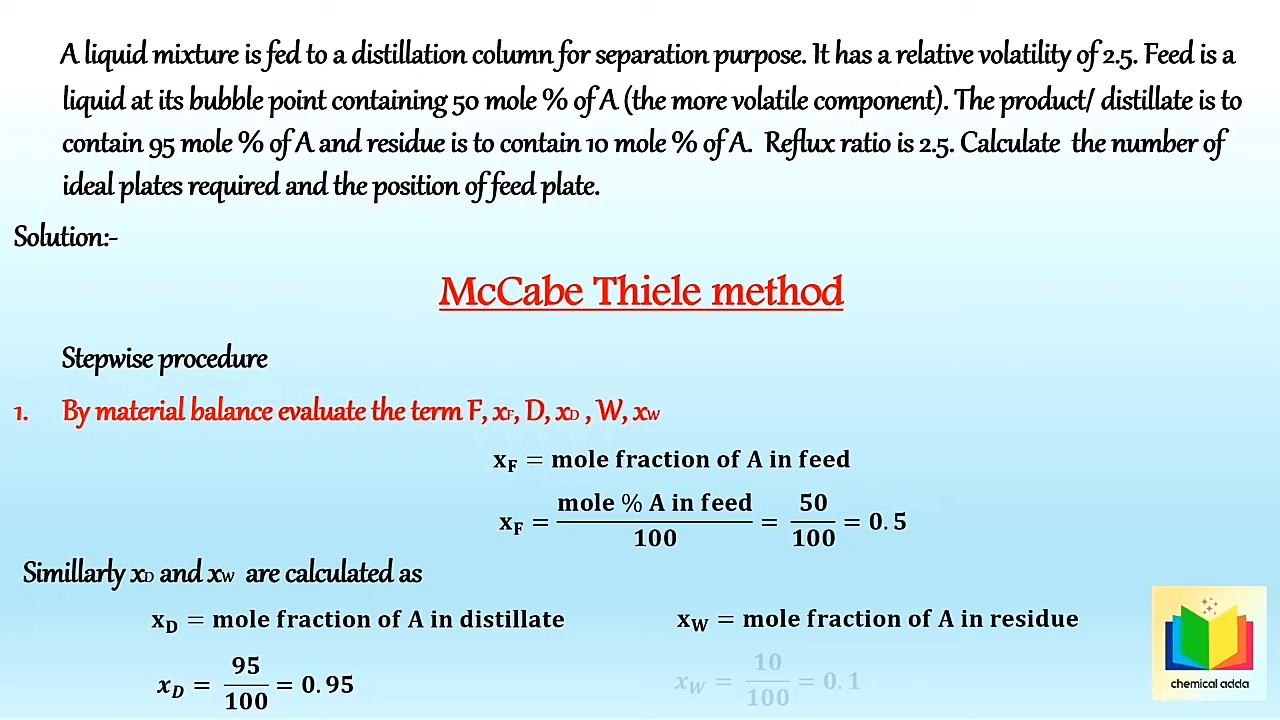 A liquid mixture is fed to a distillation column for separation purpose. It has a relative volatility of 2.5. Feed is a
liquid at its bubble point containing 50 mole % of A (the more volatile component). The product/ distillate is to
contain 95 mole % of A and residue is to contain 10 mole % of A. Reflux ratio is 2.5. Calculate the number of
ideal plates required and the position of feed plate.
Solution:-
McCabe Thiele method
Stepwise procedure
1. By material balance evaluate the term F, xF, D, xD , W, xW
x_F = mole fraction of A in feed
x_F = mole % A in feed / 100 = 50 / 100 = 0.5
Simillarly xD and xW are calculated as
x_D = mole fraction of A in distillate x_W = mole fraction of A in residue
x_D = 95 / 100 = 0.95 x_W = 10 / 100 = 0.1
chemical adda